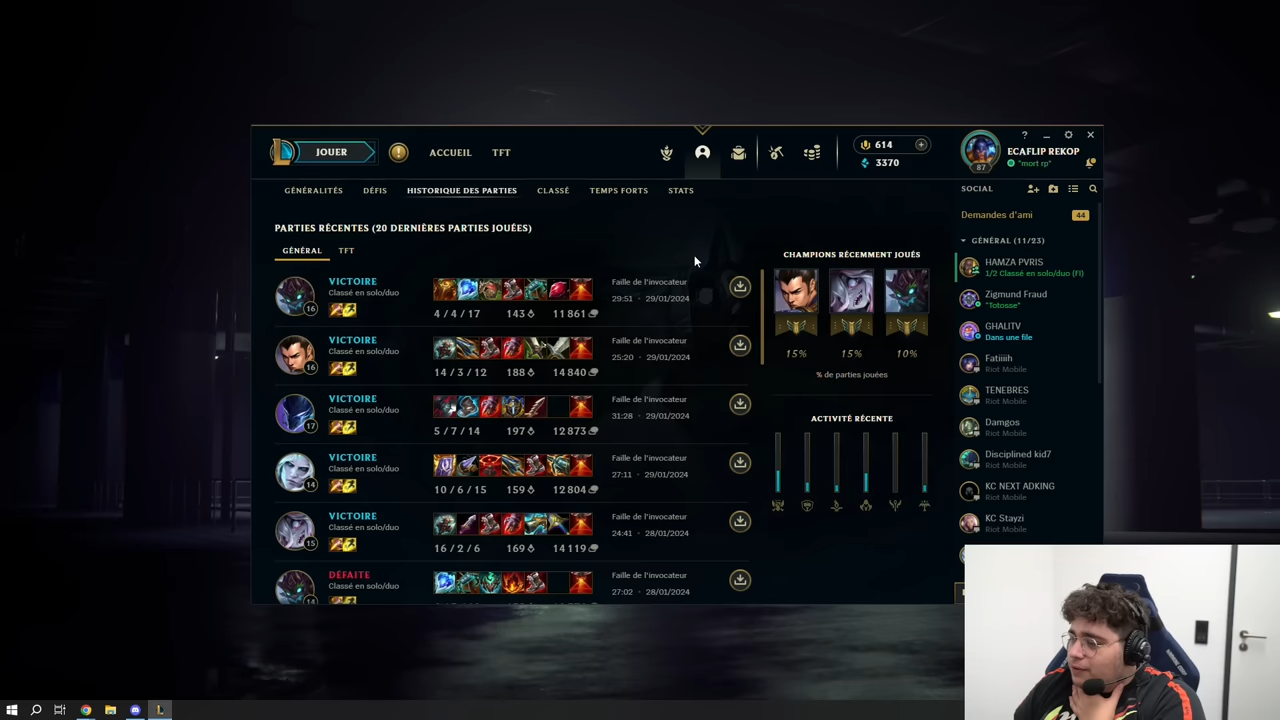 JOUER
ACCUEIL
TFT
614
3370
87
ECAFLIP REKOP
"mort rp"
GÉNÉRALITÉS
DÉFIS
HISTORIQUE DES PARTIES
CLASSÉ
TEMPS FORTS
STATS
PARTIES RÉCENTES (20 DERNIÈRES PARTIES JOUÉES)
GÉNÉRAL
TFT
VICTOIRE
Classé en solo/duo
16
4 / 4 / 17
143
11 861
Faille de l'invocateur
29:51 · 29/01/2024
VICTOIRE
Classé en solo/duo
16
14 / 3 / 12
188
14 840
Faille de l'invocateur
25:20 · 29/01/2024
VICTOIRE
Classé en solo/duo
17
5 / 7 / 14
197
12 873
Faille de l'invocateur
31:28 · 29/01/2024
VICTOIRE
Classé en solo/duo
14
10 / 6 / 15
159
12 804
Faille de l'invocateur
27:11 · 29/01/2024
VICTOIRE
Classé en solo/duo
15
16 / 2 / 6
169
14 119
Faille de l'invocateur
24:41 · 28/01/2024
DÉFAITE
Classé en solo/duo
14
Faille de l'invocateur
27:02 · 28/01/2024
CHAMPIONS RÉCEMMENT JOUÉS
15%
15%
10%
% de parties jouées
ACTIVITÉ RÉCENTE
SOCIAL
Demandes d'ami
44
GÉNÉRAL (11/23)
HAMZA PVRIS
1/2 Classé en solo/duo (Fl)
Zigmund Fraud
"Totosse"
GHALITV
Dans une file
Fatiiiih
Riot Mobile
TENEBRES
Riot Mobile
Damgos
Riot Mobile
Disciplined kid7
Riot Mobile
KC NEXT ADKING
Riot Mobile
KC Stayzi
Riot Mobile